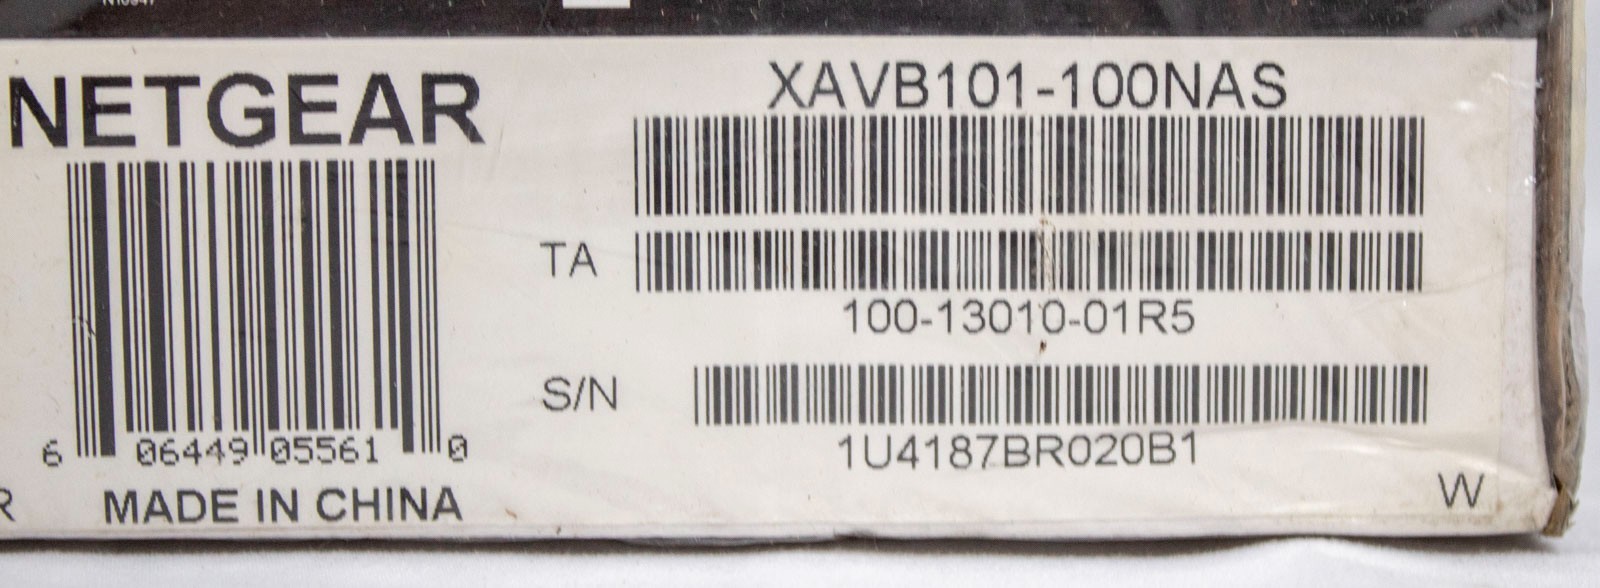 NETGEAR
6 06449 05561 0
MADE IN CHINA
XAVB101-100NAS
TA
100-13010-01R5
S/N
1U4187BR020B1
W